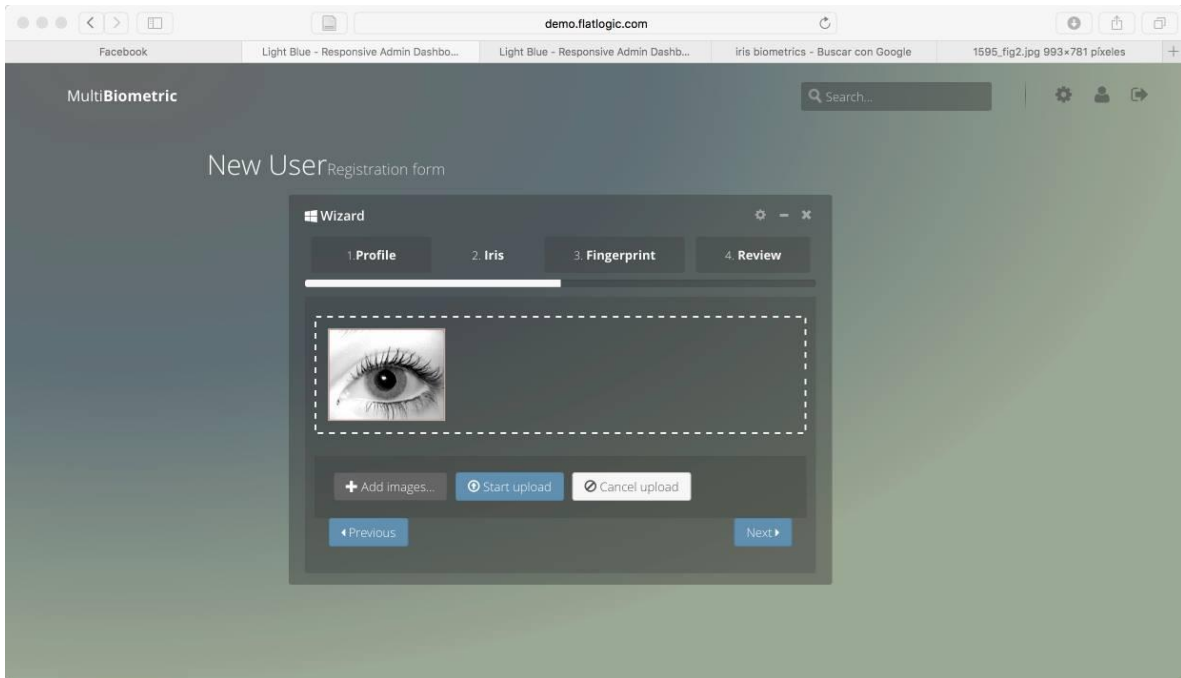 demo.flatlogic.com
Facebook
Light Blue - Responsive Admin Dashbo...
Light Blue - Responsive Admin Dashb...
iris biometrics - Buscar con Google
1595_fig2.jpg 993×781 píxeles
MultiBiometric
Search...
New User Registration form
Wizard
1. Profile
2. Iris
3. Fingerprint
4. Review
Add images...
Start upload
Cancel upload
Previous
Next